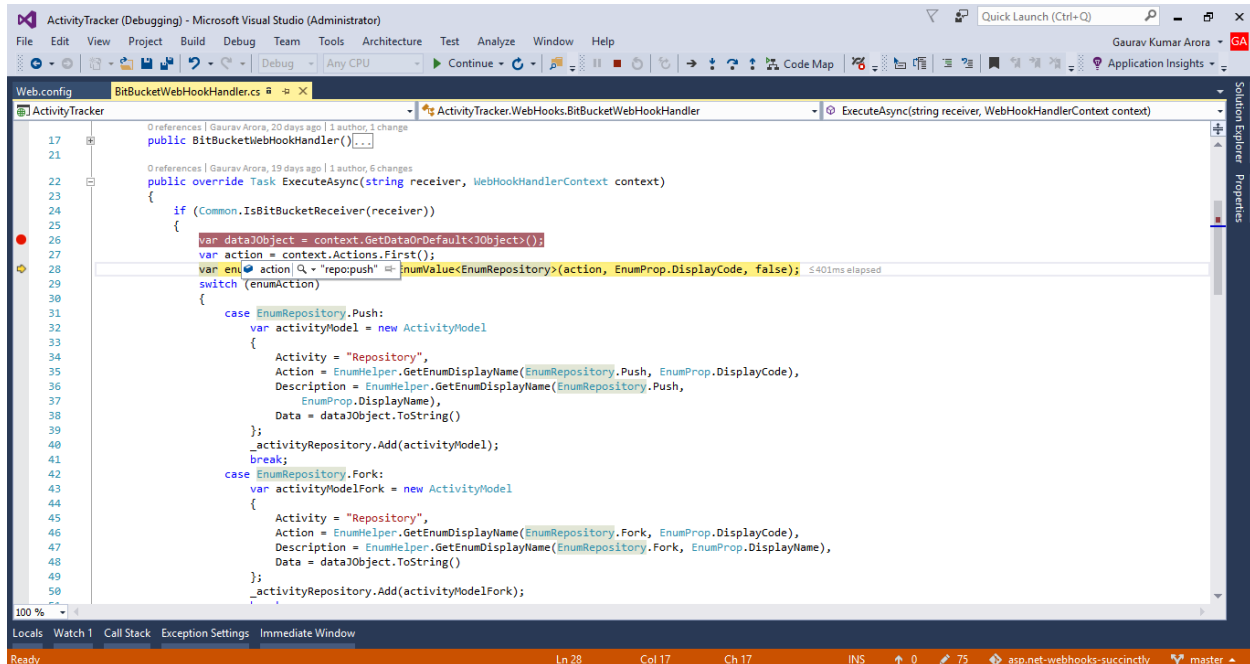 ActivityTracker (Debugging) - Microsoft Visual Studio (Administrator)
Quick Launch (Ctrl+Q)
File Edit View Project Build Debug Team Tools Architecture Test Analyze Window Help
Gaurav Kumar Arora GA
Debug Any CPU Continue Code Map Application Insights
Web.config BitBucketWebHookHandler.cs
ActivityTracker ActivityTracker.WebHooks.BitBucketWebHookHandler ExecuteAsync(string receiver, WebHookHandlerContext context)
0 references | Gaurav Arora, 20 days ago | 1 author, 1 change
17 public BitBucketWebHookHandler()...
21
0 references | Gaurav Arora, 19 days ago | 1 author, 6 changes
22 public override Task ExecuteAsync(string receiver, WebHookHandlerContext context)
23 {
24 if (Common.IsBitBucketReceiver(receiver))
25 {
26 var dataJObject = context.GetDataOrDefault<JObject>();
27 var action = context.Actions.First();
28 var enu action "repo:push" EnumValue<EnumRepository>(action, EnumProp.DisplayCode, false); ≤401ms elapsed
29 switch (enumAction)
30 {
31 case EnumRepository.Push:
32 var activityModel = new ActivityModel
33 {
34 Activity = "Repository",
35 Action = EnumHelper.GetEnumDisplayName(EnumRepository.Push, EnumProp.DisplayCode),
36 Description = EnumHelper.GetEnumDisplayName(EnumRepository.Push,
37 EnumProp.DisplayName),
38 Data = dataJObject.ToString()
39 };
40 _activityRepository.Add(activityModel);
41 break;
42 case EnumRepository.Fork:
43 var activityModelFork = new ActivityModel
44 {
45 Activity = "Repository",
46 Action = EnumHelper.GetEnumDisplayName(EnumRepository.Fork, EnumProp.DisplayCode),
47 Description = EnumHelper.GetEnumDisplayName(EnumRepository.Fork, EnumProp.DisplayName),
48 Data = dataJObject.ToString()
49 };
50 _activityRepository.Add(activityModelFork);
100 %
Solution Explorer
Properties
Locals Watch 1 Call Stack Exception Settings Immediate Window
Ready Ln 28 Col 17 Ch 17 INS 0 75 asp.net-webhooks-succinctly master